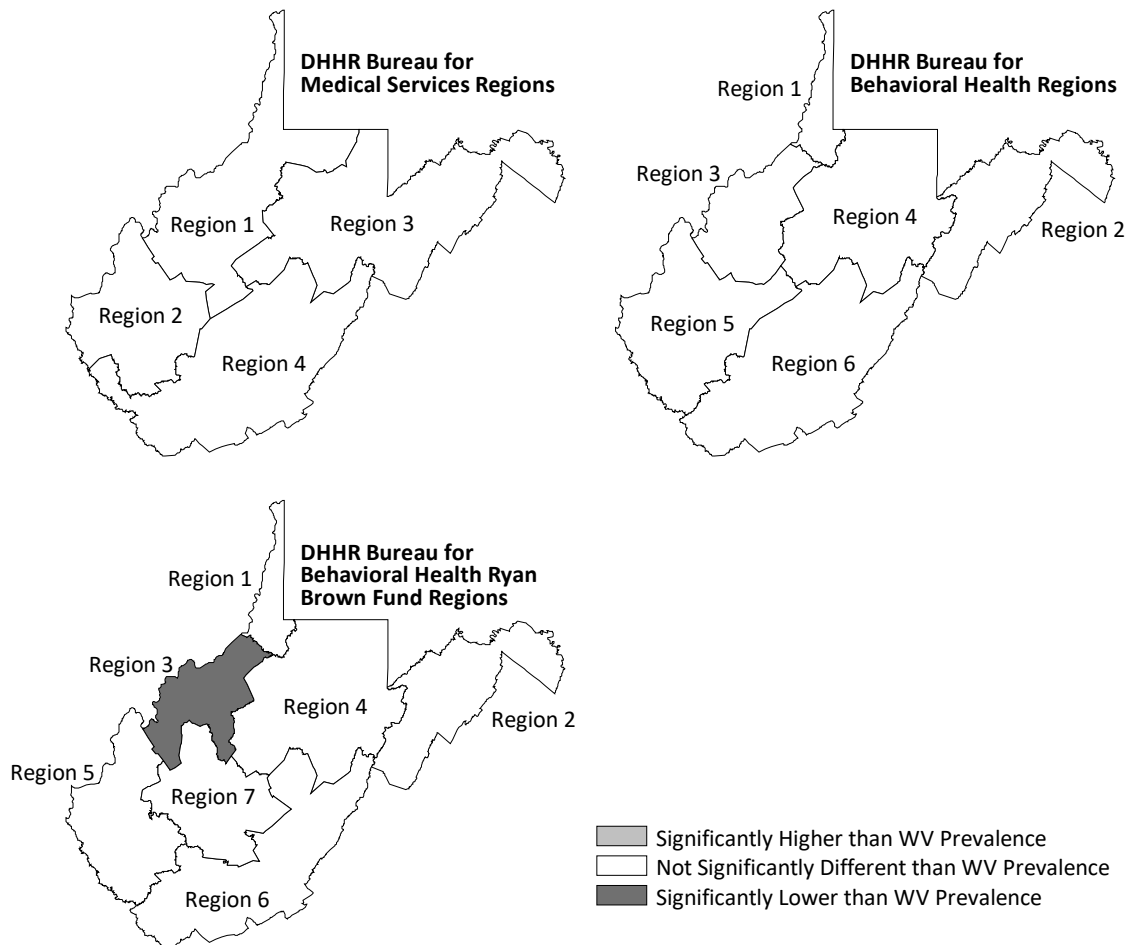 DHHR Bureau for
Medical Services Regions
Region 1
Region 3
Region 2
Region 4
DHHR Bureau for
Behavioral Health Regions
Region 1
Region 3
Region 4
Region 2
Region 5
Region 6
DHHR Bureau for
Behavioral Health Ryan
Brown Fund Regions
Region 1
Region 3
Region 4
Region 2
Region 5
Region 7
Region 6
Significantly Higher than WV Prevalence
Not Significantly Different than WV Prevalence
Significantly Lower than WV Prevalence